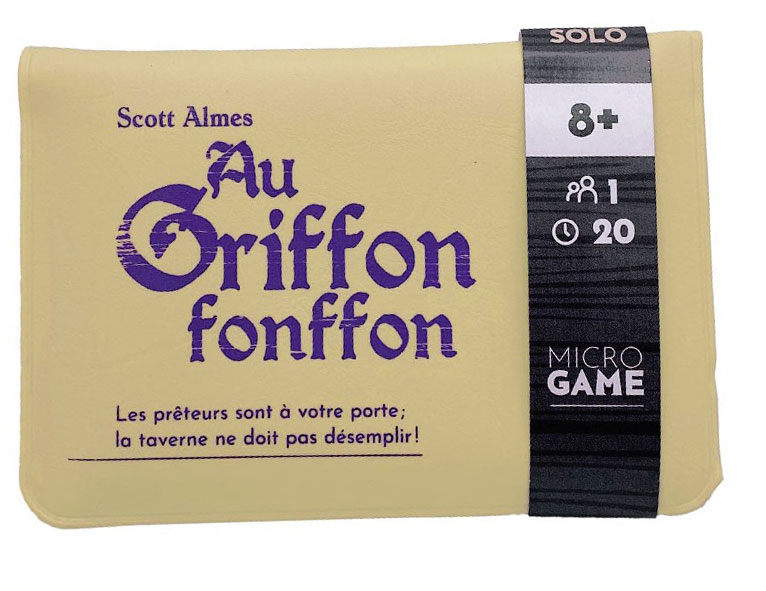 Scott Almes
Au
Griffon
fonffon
Les prêteurs sont à votre porte;
la taverne ne doit pas désemplir!
SOLO
8+
1
20
MICRO
GAME